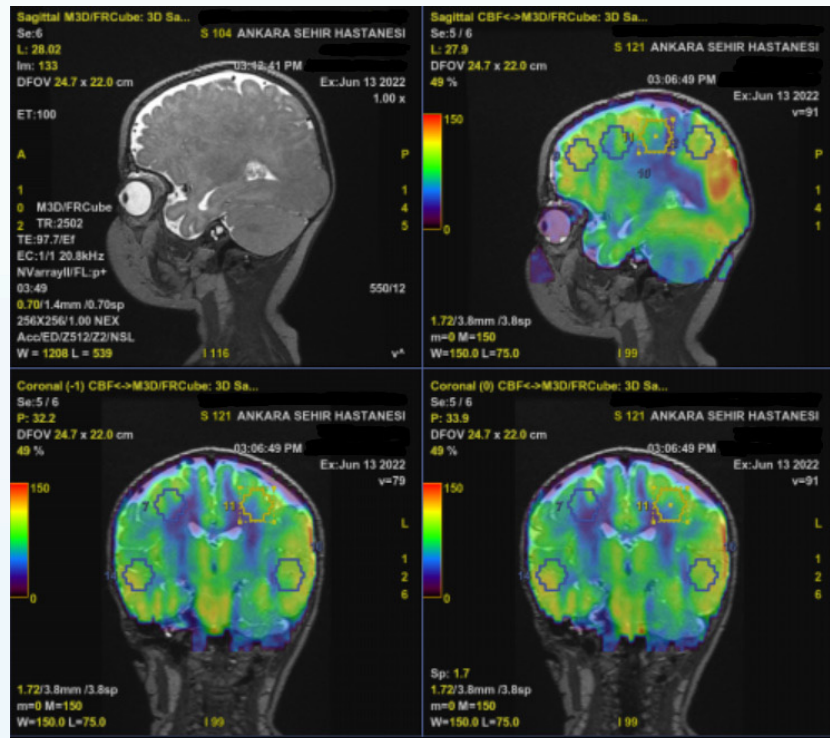 Sagittal M3D/FRCube: 3D Sa...
Se:6
S 104 ANKARA SEHIR HASTANESI
L: 28.02
Im: 133
03:12:41 PM
DFOV 24.7 x 22.0 cm
Ex:Jun 13 2022
1.00 x
ET:100
A
P
1
0
2
1
4
5
M3D/FRCube
TR:2502
TE:97.7/Ef
EC:1/1 20.8kHz
NVarrayII/FL:p+
03:49
550/12
0.70/1.4mm /0.70sp
256X256/1.00 NEX
Acc/ED/Z512/Z2/NSL
W = 1208 L = 539
I 116
v^
Sagittal CBF<->M3D/FRCube: 3D Sa...
Se:5 / 6
S 121 ANKARA SEHIR HASTANESI
L: 27.9
DFOV 24.7 x 22.0 cm
03:06:49 PM
49 %
Ex:Jun 13 2022
v=91
150
10
0
P
1
4
1
1.72/3.8mm /3.8sp
m=0 M=150
W=150.0 L=75.0
I 99
Coronal (-1) CBF<->M3D/FRCube: 3D Sa...
Se:5 / 6
P: 32.2
S 121 ANKARA SEHIR HASTANESI
DFOV 24.7 x 22.0 cm
49 %
03:06:49 PM
Ex:Jun 13 2022
v=79
150
7
11
0
L
1
2
6
1.72/3.8mm /3.8sp
m=0 M=150
W=150.0 L=75.0
I 99
Coronal (0) CBF<->M3D/FRCube: 3D Sa...
Se:5 / 6
P: 33.9
S 121 ANKARA SEHIR HASTANESI
DFOV 24.7 x 22.0 cm
49 %
03:06:49 PM
Ex:Jun 13 2022
v=91
150
7
11
0
L
1
2
6
Sp: 1.7
1.72/3.8mm /3.8sp
m=0 M=150
W=150.0 L=75.0
I 99